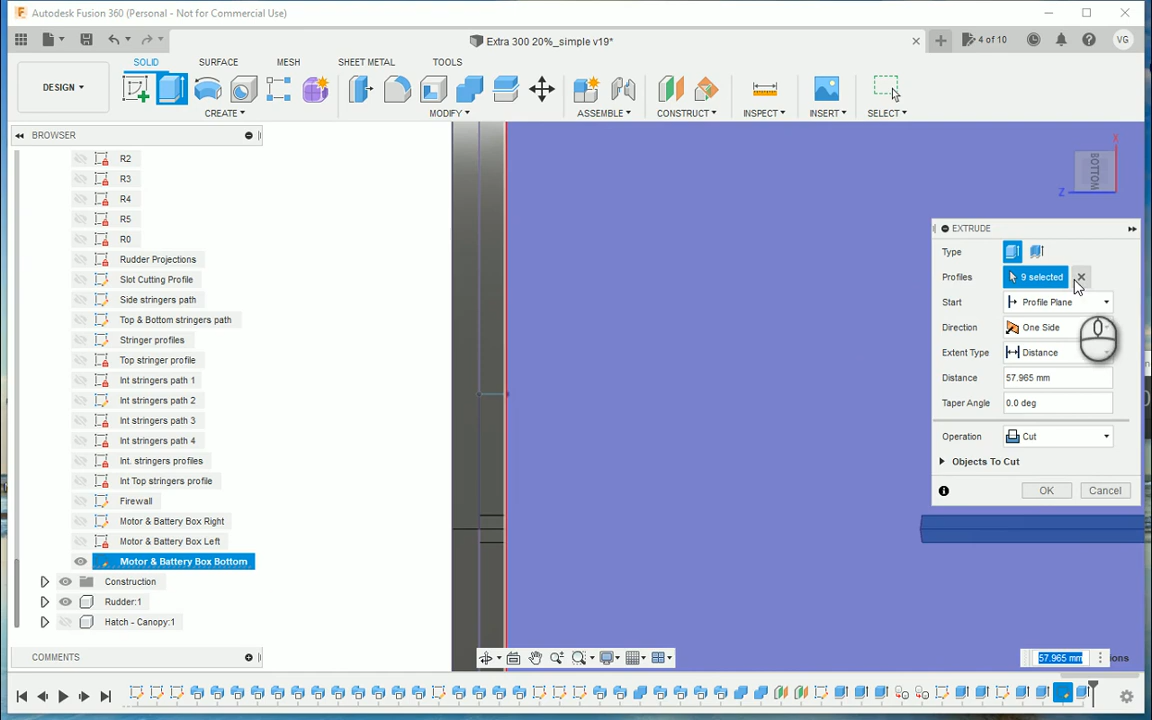 Autodesk Fusion 360 (Personal - Not for Commercial Use)
Extra 300 20%_simple v19*
4 of 10
VG
SOLID SURFACE MESH SHEET METAL TOOLS
DESIGN
CREATE MODIFY ASSEMBLE CONSTRUCT INSPECT INSERT SELECT
BROWSER
R2
R3
R4
R5
R0
Rudder Projections
Slot Cutting Profile
Side stringers path
Top & Bottom stringers path
Stringer profiles
Top stringer profile
Int stringers path 1
Int stringers path 2
Int stringers path 3
Int stringers path 4
Int. stringers profiles
Int Top stringers profile
Firewall
Motor & Battery Box Right
Motor & Battery Box Left
Motor & Battery Box Bottom
Construction
Rudder:1
Hatch - Canopy:1
COMMENTS
X
BOTTOM
Z
EXTRUDE
Type
Profiles 9 selected
Start Profile Plane
Direction One Side
Extent Type Distance
Distance 57.965 mm
Taper Angle 0.0 deg
Operation Cut
Objects To Cut
OK Cancel
57.965 mm
ions